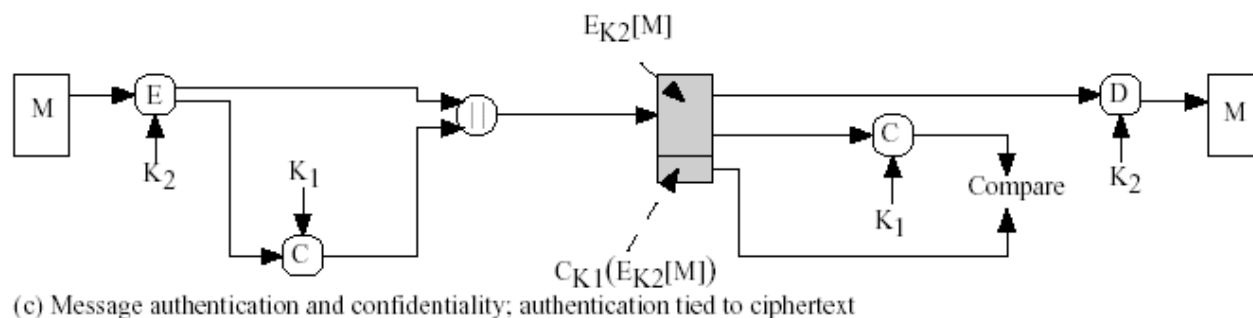 E_K2[M]
M
E
||
D
M
K_2
K_1
C
C
Compare
K_1
K_2
C_K1(E_K2[M])
(c) Message authentication and confidentiality; authentication tied to ciphertext